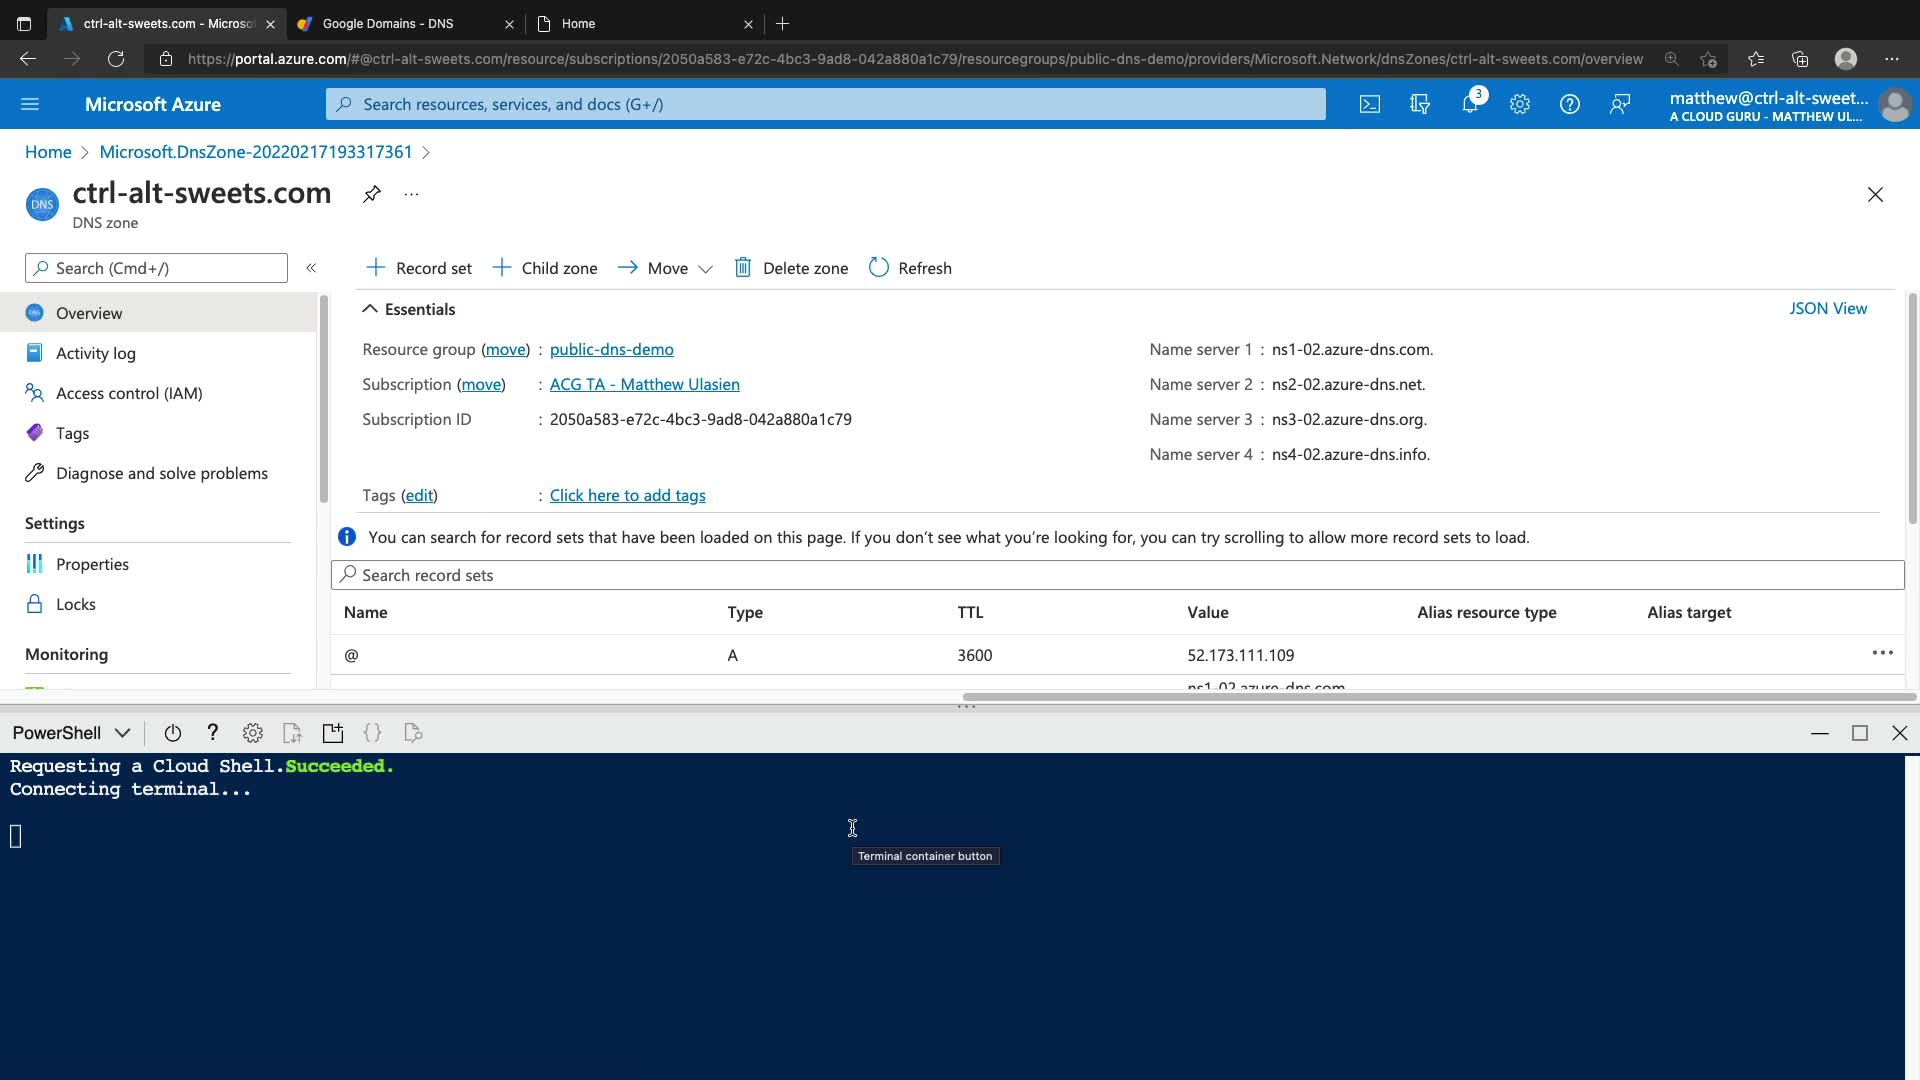 ctrl-alt-sweets.com - Microso
Google Domains - DNS
Home
https://portal.azure.com/#@ctrl-alt-sweets.com/resource/subscriptions/2050a583-e72c-4bc3-9ad8-042a880a1c79/resourcegroups/public-dns-demo/providers/Microsoft.Network/dnsZones/ctrl-alt-sweets.com/overview
Microsoft Azure
Search resources, services, and docs (G+/)
3
matthew@ctrl-alt-sweet...
A CLOUD GURU - MATTHEW UL...
Home > Microsoft.DnsZone-20220217193317361 >
DNS
ctrl-alt-sweets.com
...
DNS zone
Search (Cmd+/)
«
+ Record set + Child zone → Move Delete zone Refresh
Overview
Activity log
Access control (IAM)
Tags
Diagnose and solve problems
Settings
Properties
Locks
Monitoring
Essentials
JSON View
Resource group (move) : public-dns-demo
Subscription (move) : ACG TA - Matthew Ulasien
Subscription ID : 2050a583-e72c-4bc3-9ad8-042a880a1c79
Name server 1 : ns1-02.azure-dns.com.
Name server 2 : ns2-02.azure-dns.net.
Name server 3 : ns3-02.azure-dns.org.
Name server 4 : ns4-02.azure-dns.info.
Tags (edit) : Click here to add tags
You can search for record sets that have been loaded on this page. If you don't see what you're looking for, you can try scrolling to allow more record sets to load.
Search record sets
Name Type TTL Value Alias resource type Alias target
@ A 3600 52.173.111.109 ...
ns1-02.azure-dns.com
PowerShell
? {}
Requesting a Cloud Shell.Succeeded.
Connecting terminal...
Terminal container button